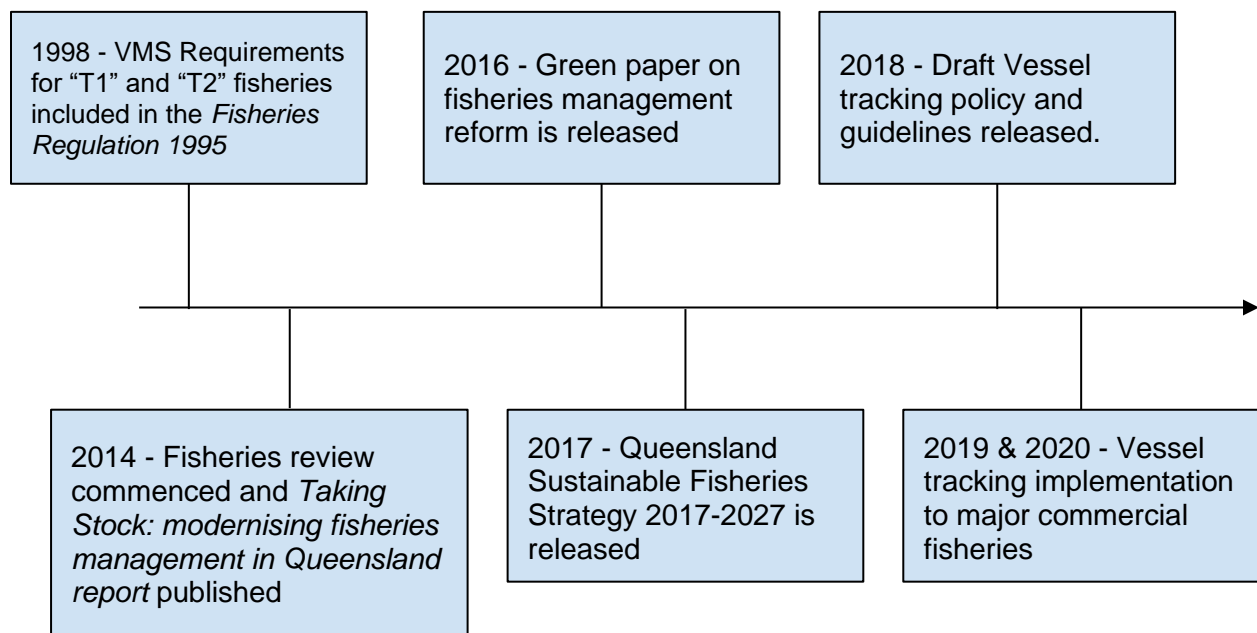 1998 - VMS Requirements
for “T1” and “T2” fisheries
included in the Fisheries
Regulation 1995
2014 - Fisheries review
commenced and Taking
Stock: modernising fisheries
management in Queensland
report published
2016 - Green paper on
fisheries management
reform is released
2017 - Queensland
Sustainable Fisheries
Strategy 2017-2027 is
released
2018 - Draft Vessel
tracking policy and
guidelines released.
2019 & 2020 - Vessel
tracking implementation
to major commercial
fisheries